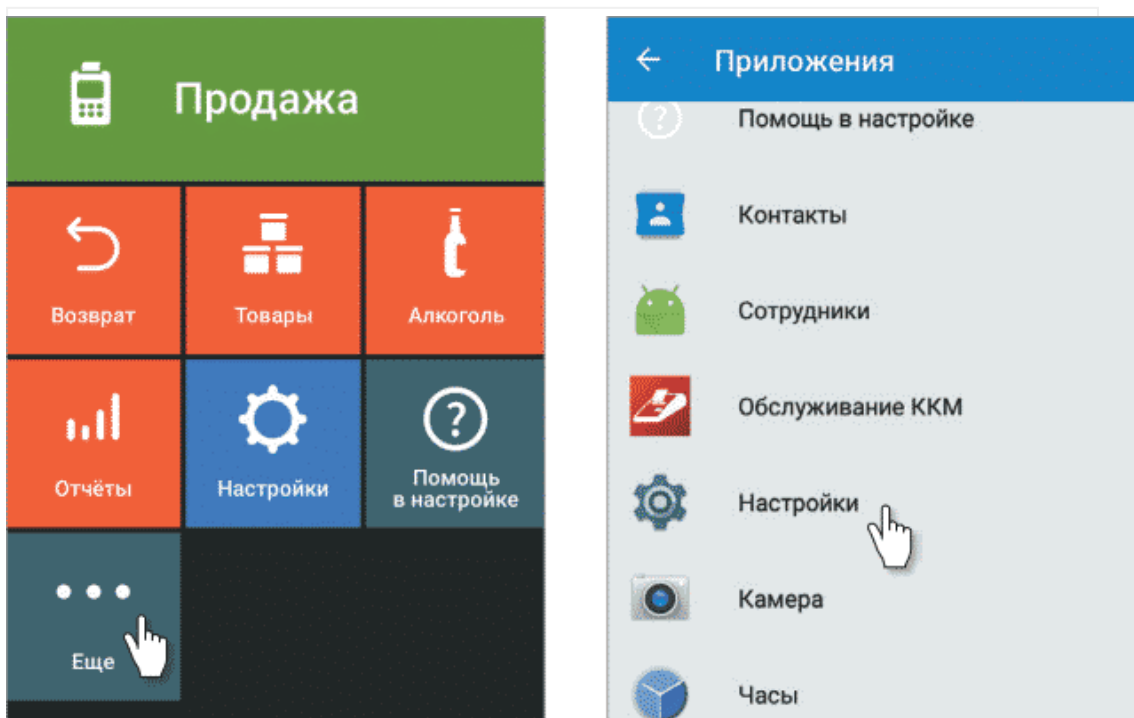 Продажа
Возврат
Товары
Алкоголь
Отчёты
Настройки
Помощь
в настройке
Еще
Приложения
Помощь в настройке
Контакты
Сотрудники
Обслуживание ККМ
Настройки
Камера
Часы